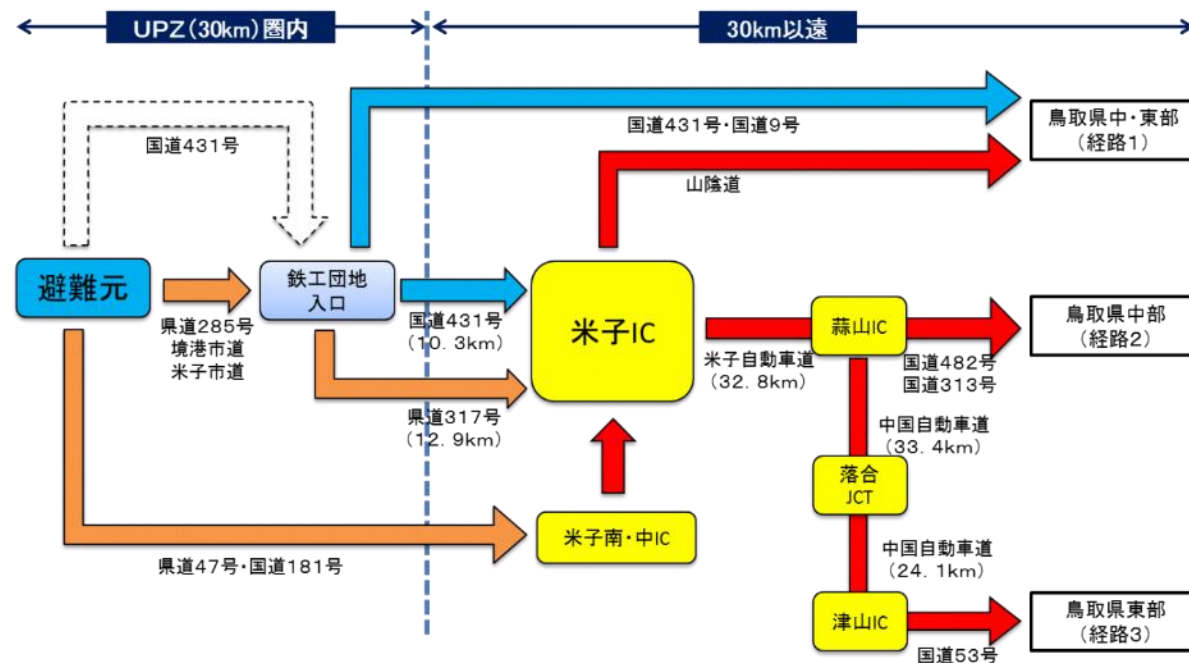 UPZ(30km)圏内
30km以遠
国道431号
国道431号・国道9号
鳥取県中・東部
(経路1)
山陰道
避難元
鉄工団地
入口
県道285号
境港市道
米子市道
国道431号
(10.3km)
県道317号
(12.9km)
米子IC
米子自動車道
(32.8km)
蒜山IC
国道482号
国道313号
鳥取県中部
(経路2)
中国自動車道
(33.4km)
落合
JCT
県道47号・国道181号
米子南・中IC
中国自動車道
(24.1km)
津山IC
国道53号
鳥取県東部
(経路3)